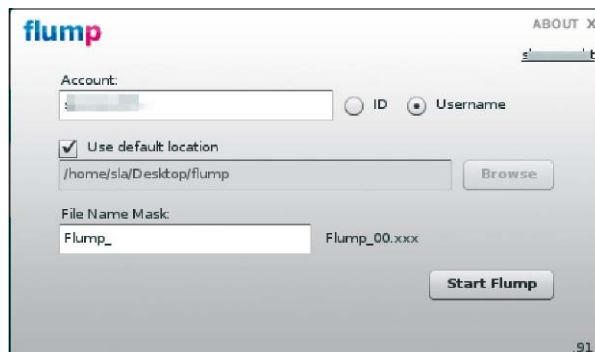 flump
ABOUT X
Account:
ID
Username
Use default location
/home/sla/Desktop/flump
Browse
File Name Mask:
Flump_
Flump_00.xxx
Start Flump
.91